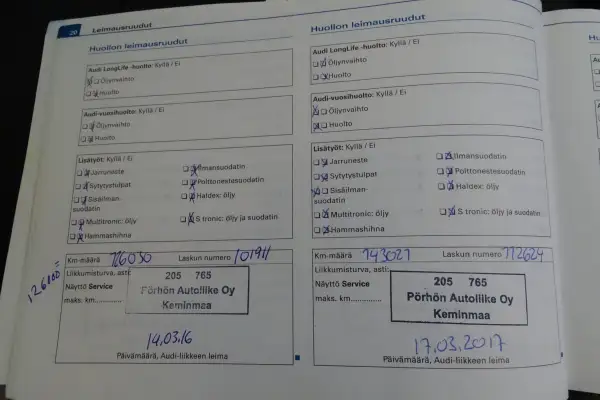 20 Leimausruudut
Huollon leimausruudut
Audi LongLife -huolto: Kyllä / Ei
Öljynvaihto
Huolto
Audi-vuosihuolto: Kyllä / Ei
Öljynvaihto
Huolto
Lisätyöt: Kyllä / Ei
Jarruneste
Ilmansuodatin
Sytytystulpat
Polttonestesuodatin
Sisäilman-
suodatin
Haldex: öljy
Multitronic: öljy
S tronic: öljy ja suodatin
Hammashihna
Km-määrä
Laskun numero 101911
=126000
Liikkumisturva, asti:
Näyttö Service
maks. km..............
205 765
Pörhön Autoliike Oy
Keminmaa
14.03.16
Päivämäärä, Audi-liikkeen leima
Huollon leimausruudut
Audi LongLife -huolto: Kyllä / Ei
Öljynvaihto
Huolto
Audi-vuosihuolto: Kyllä / Ei
Öljynvaihto
Huolto
Lisätyöt: Kyllä / Ei
Jarruneste
Ilmansuodatin
Sytytystulpat
Polttonestesuodatin
Sisäilman-
suodatin
Haldex: öljy
Multitronic: öljy
S tronic: öljy ja suodatin
Hammashihna
Km-määrä 143027 Laskun numero 112624
Liikkumisturva, asti:
Näyttö Service
maks. km..............
205 765
Pörhön Autoliike Oy
Keminmaa
17.03.2017
Päivämäärä, Audi-liikkeen leima
Hu